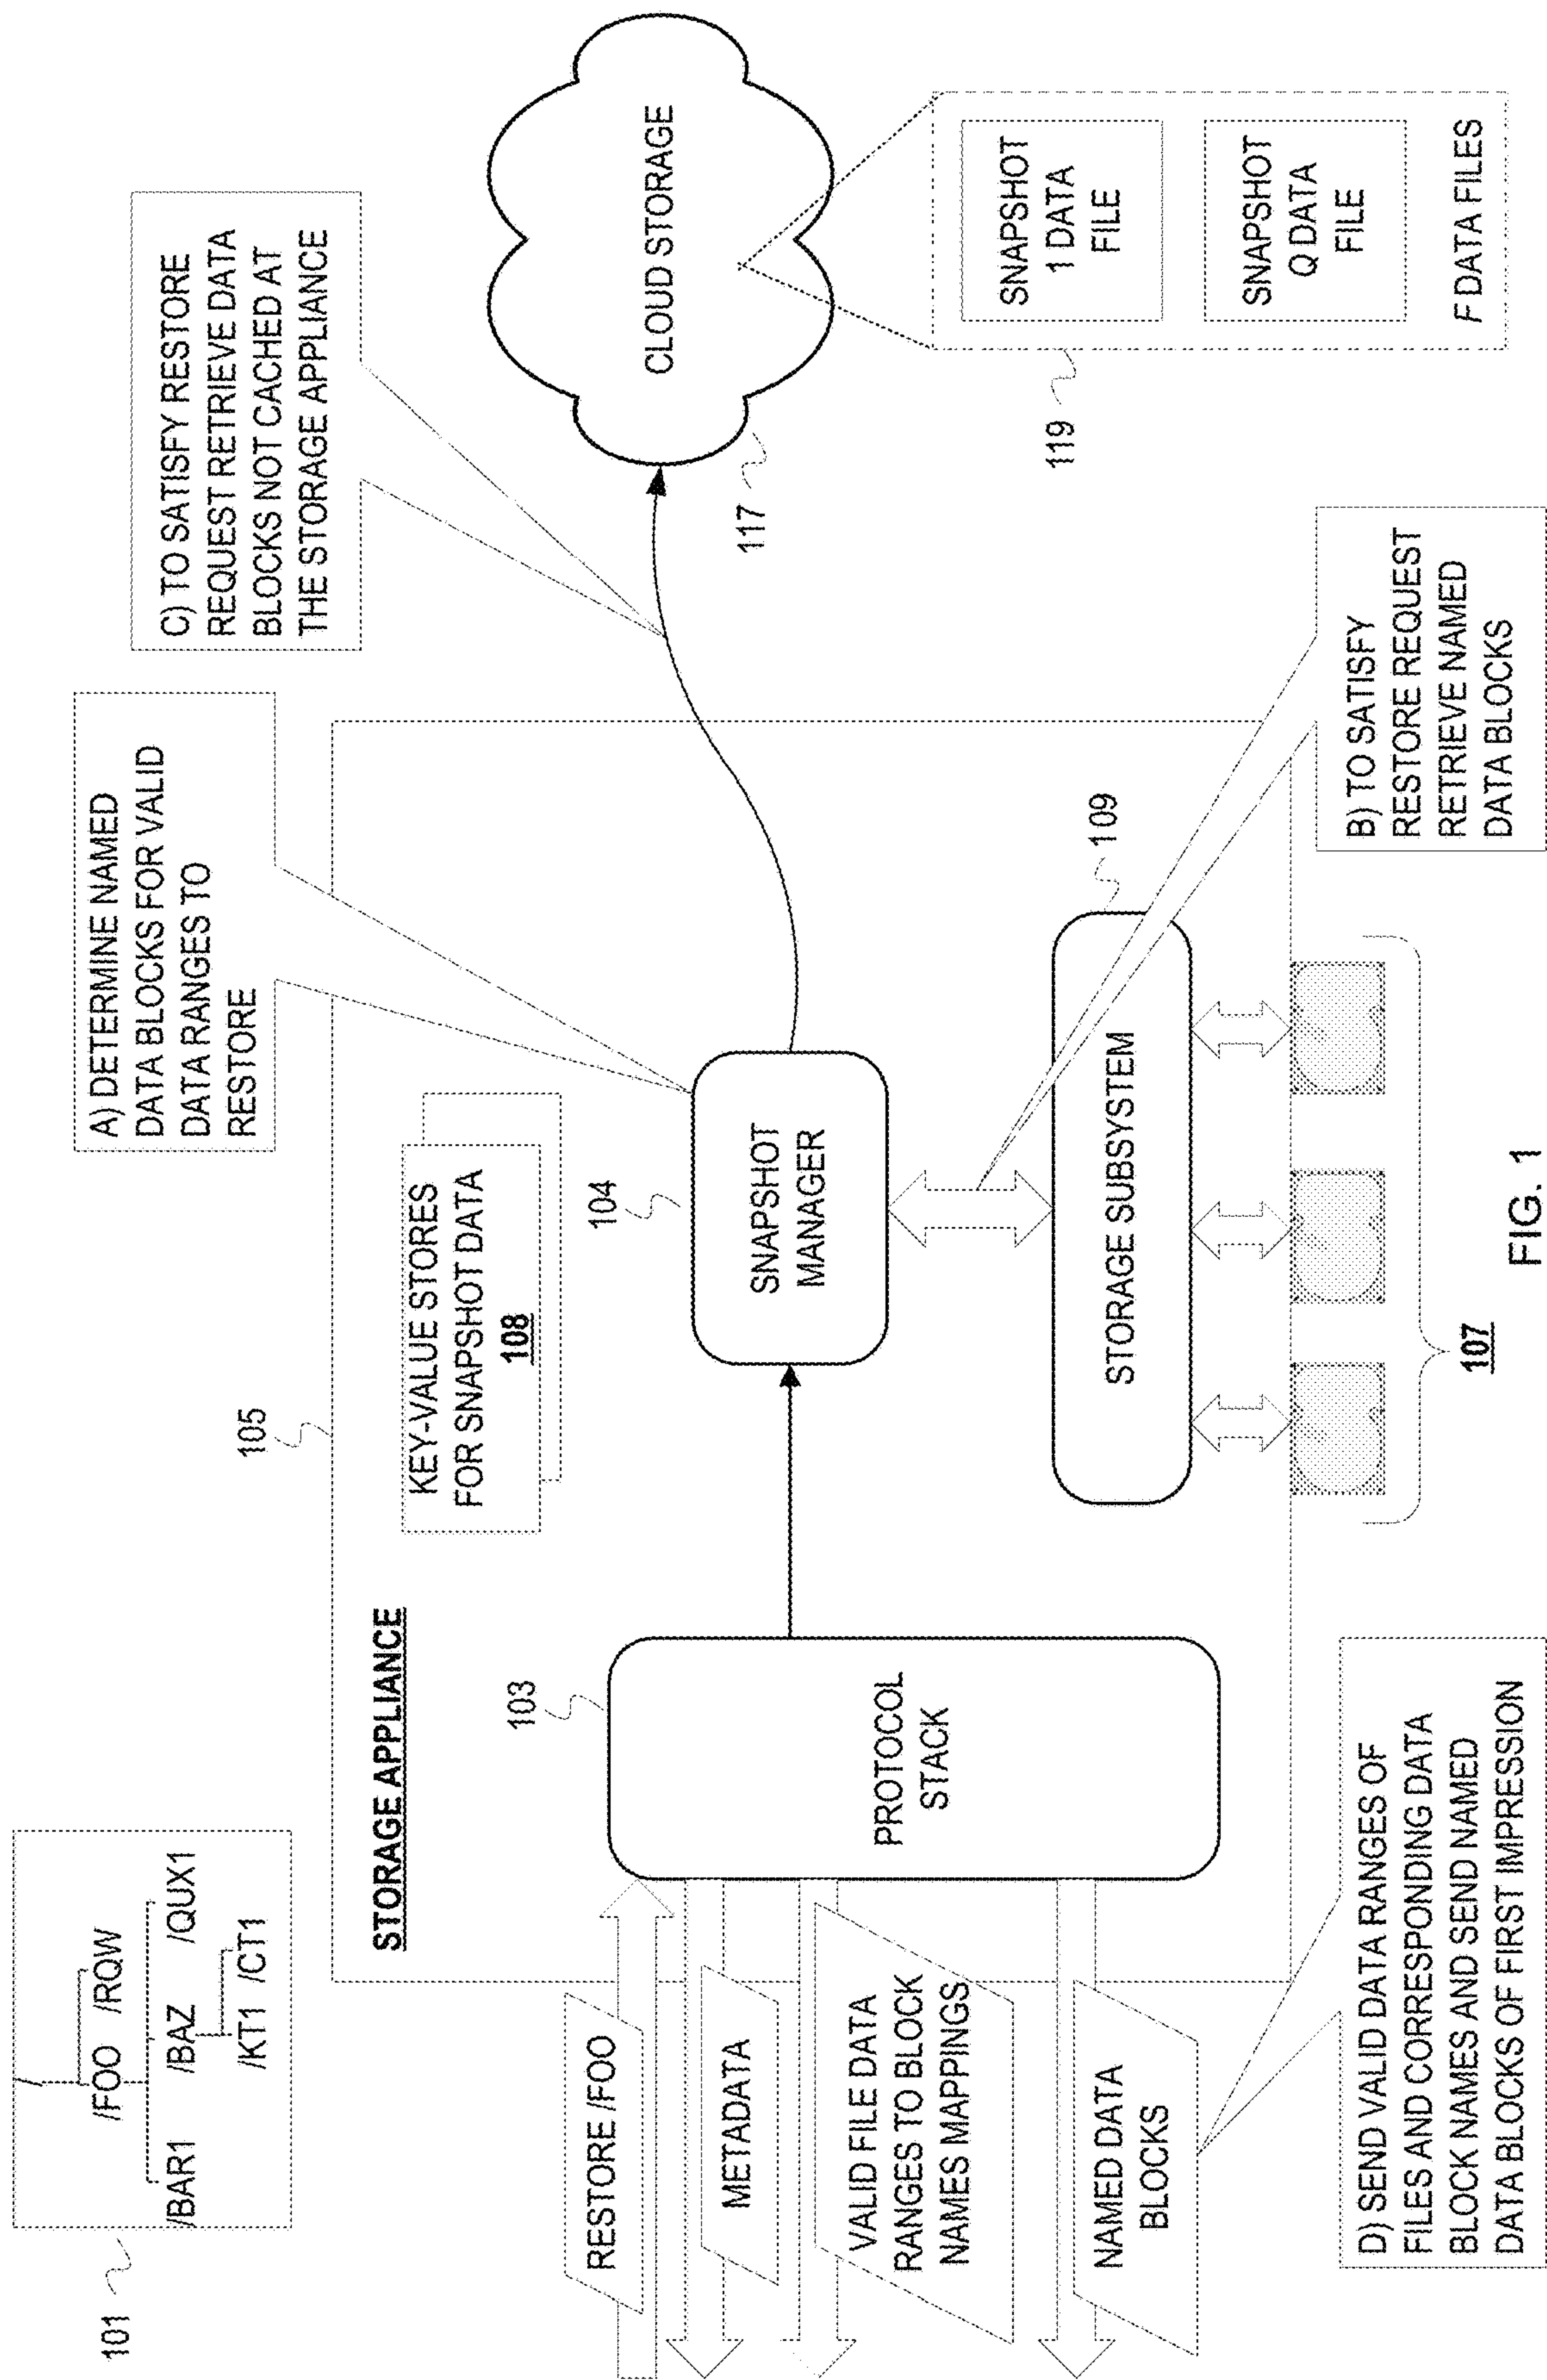 101
/
/FOO /RQW
/BAR1 /BAZ /QUX1
/KT1 /CT1
105
STORAGE APPLIANCE
A) DETERMINE NAMED
DATA BLOCKS FOR VALID
DATA RANGES TO
RESTORE
C) TO SATISFY RESTORE
REQUEST RETRIEVE DATA
BLOCKS NOT CACHED AT
THE STORAGE APPLIANCE
KEY-VALUE STORES
FOR SNAPSHOT DATA
108
RESTORE /FOO
METADATA
VALID FILE DATA
RANGES TO BLOCK
NAMES MAPPINGS
NAMED DATA
BLOCKS
103
PROTOCOL
STACK
104
SNAPSHOT
MANAGER
109
STORAGE SUBSYSTEM
107
CLOUD STORAGE
117
119
SNAPSHOT
1 DATA
FILE
SNAPSHOT
Q DATA
FILE
F DATA FILES
D) SEND VALID DATA RANGES OF
FILES AND CORRESPONDING DATA
BLOCK NAMES AND SEND NAMED
DATA BLOCKS OF FIRST IMPRESSION
B) TO SATISFY
RESTORE REQUEST
RETRIEVE NAMED
DATA BLOCKS
FIG. 1